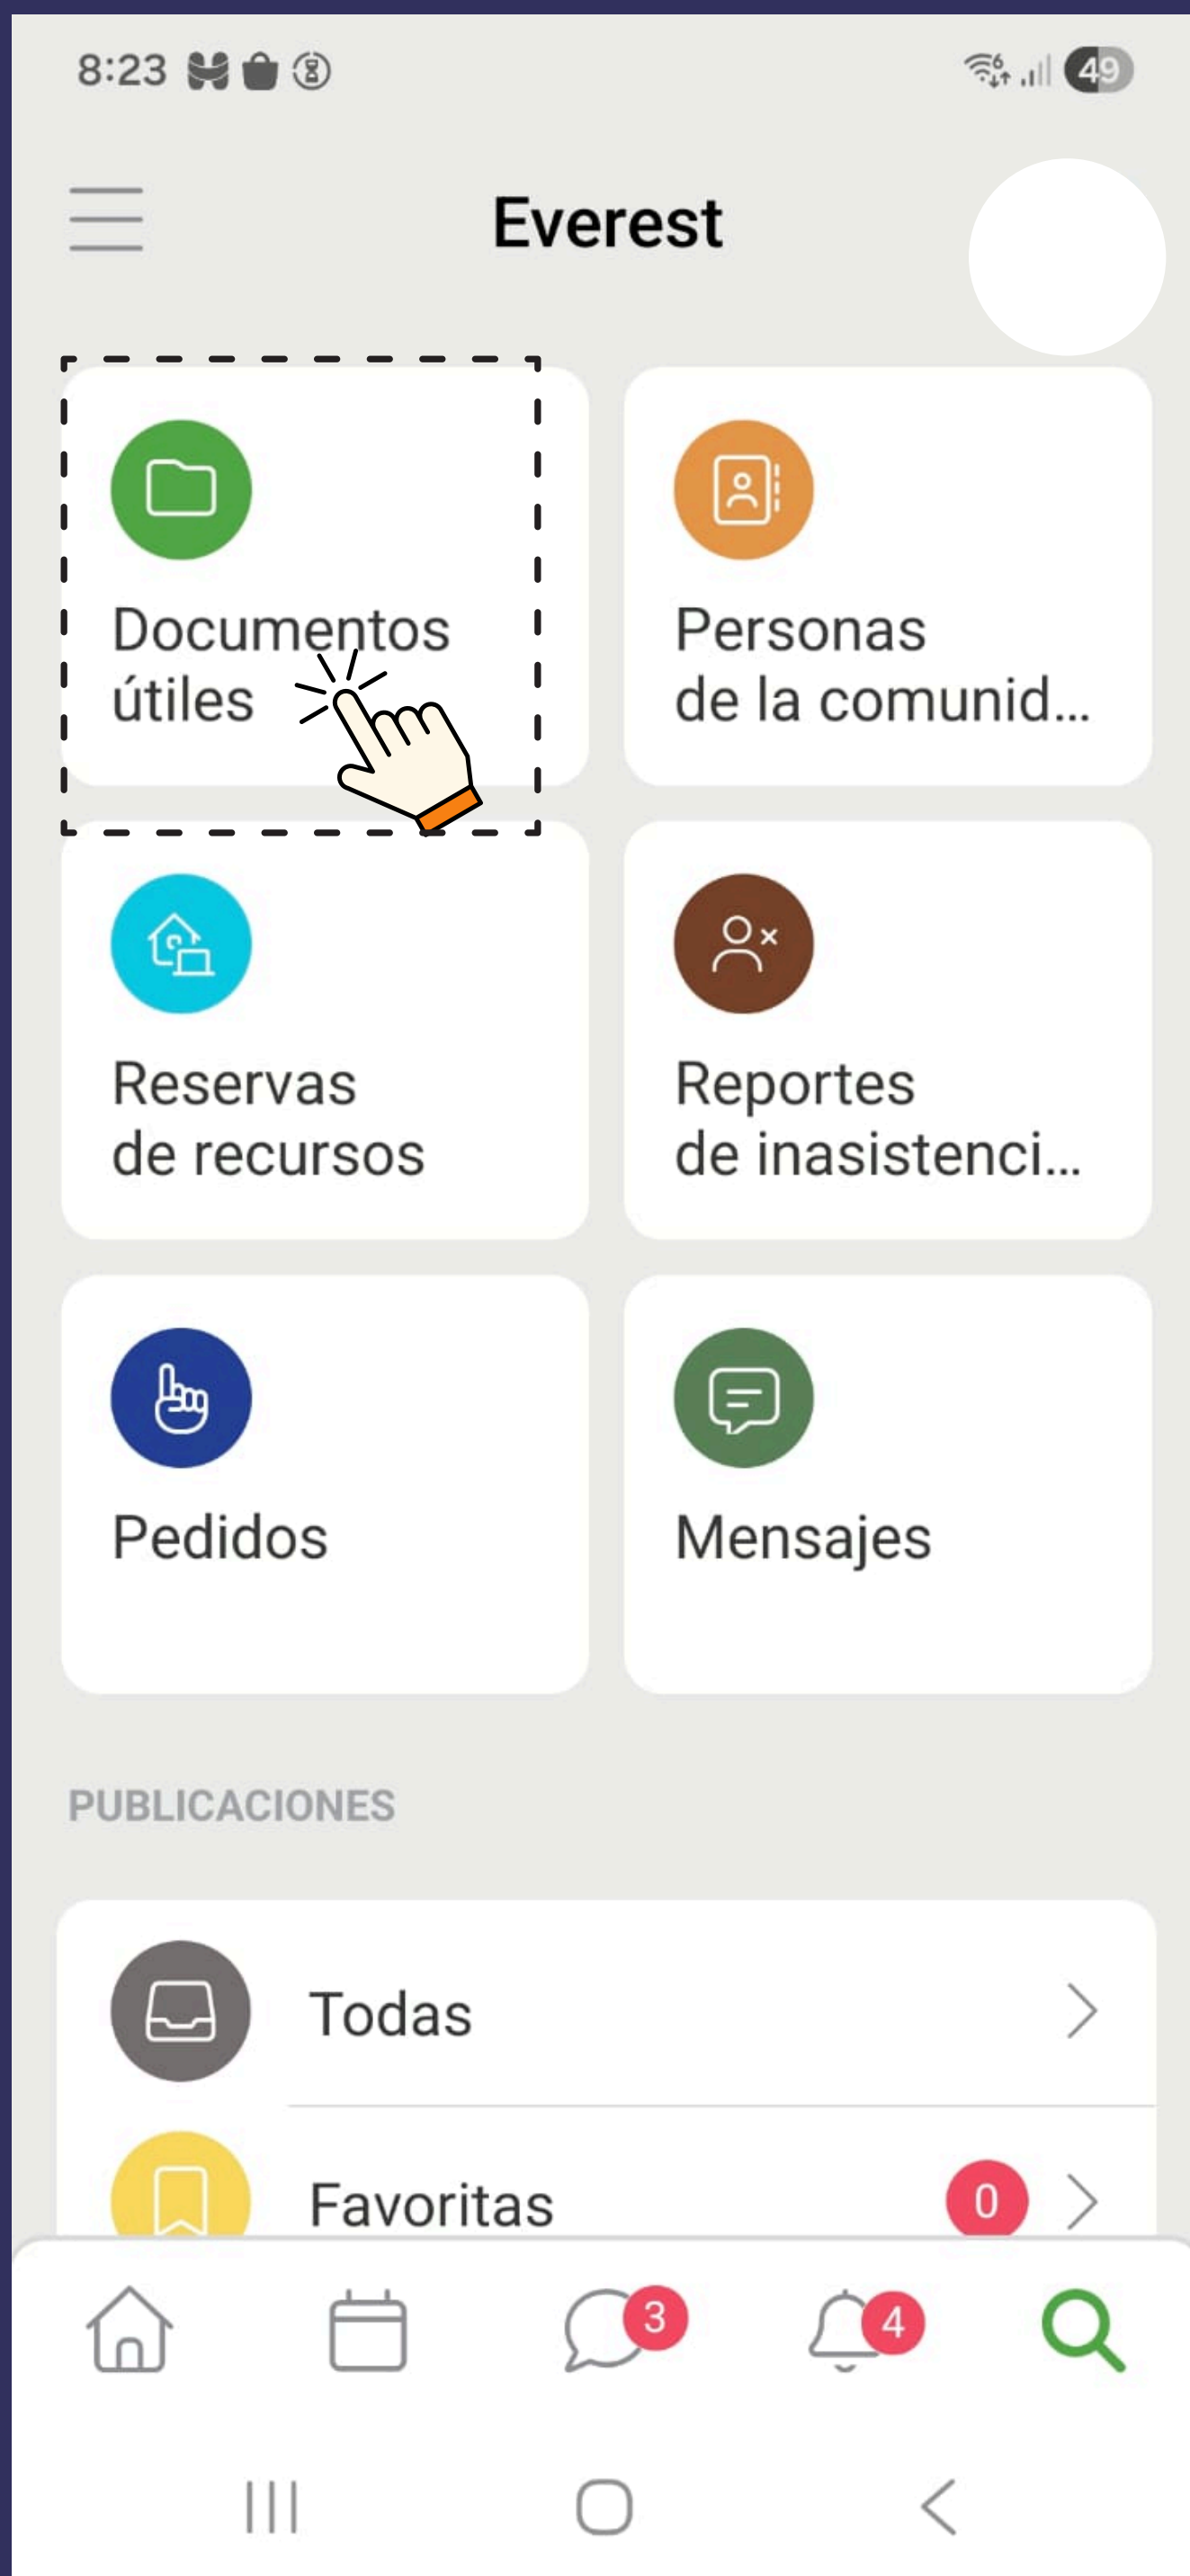 8:23
6
49
Everest
Documentos
útiles
Personas
de la comunid...
Reservas
de recursos
Reportes
de inasistenci...
Pedidos
Mensajes
PUBLICACIONES
Todas
Favoritas
0
3
4